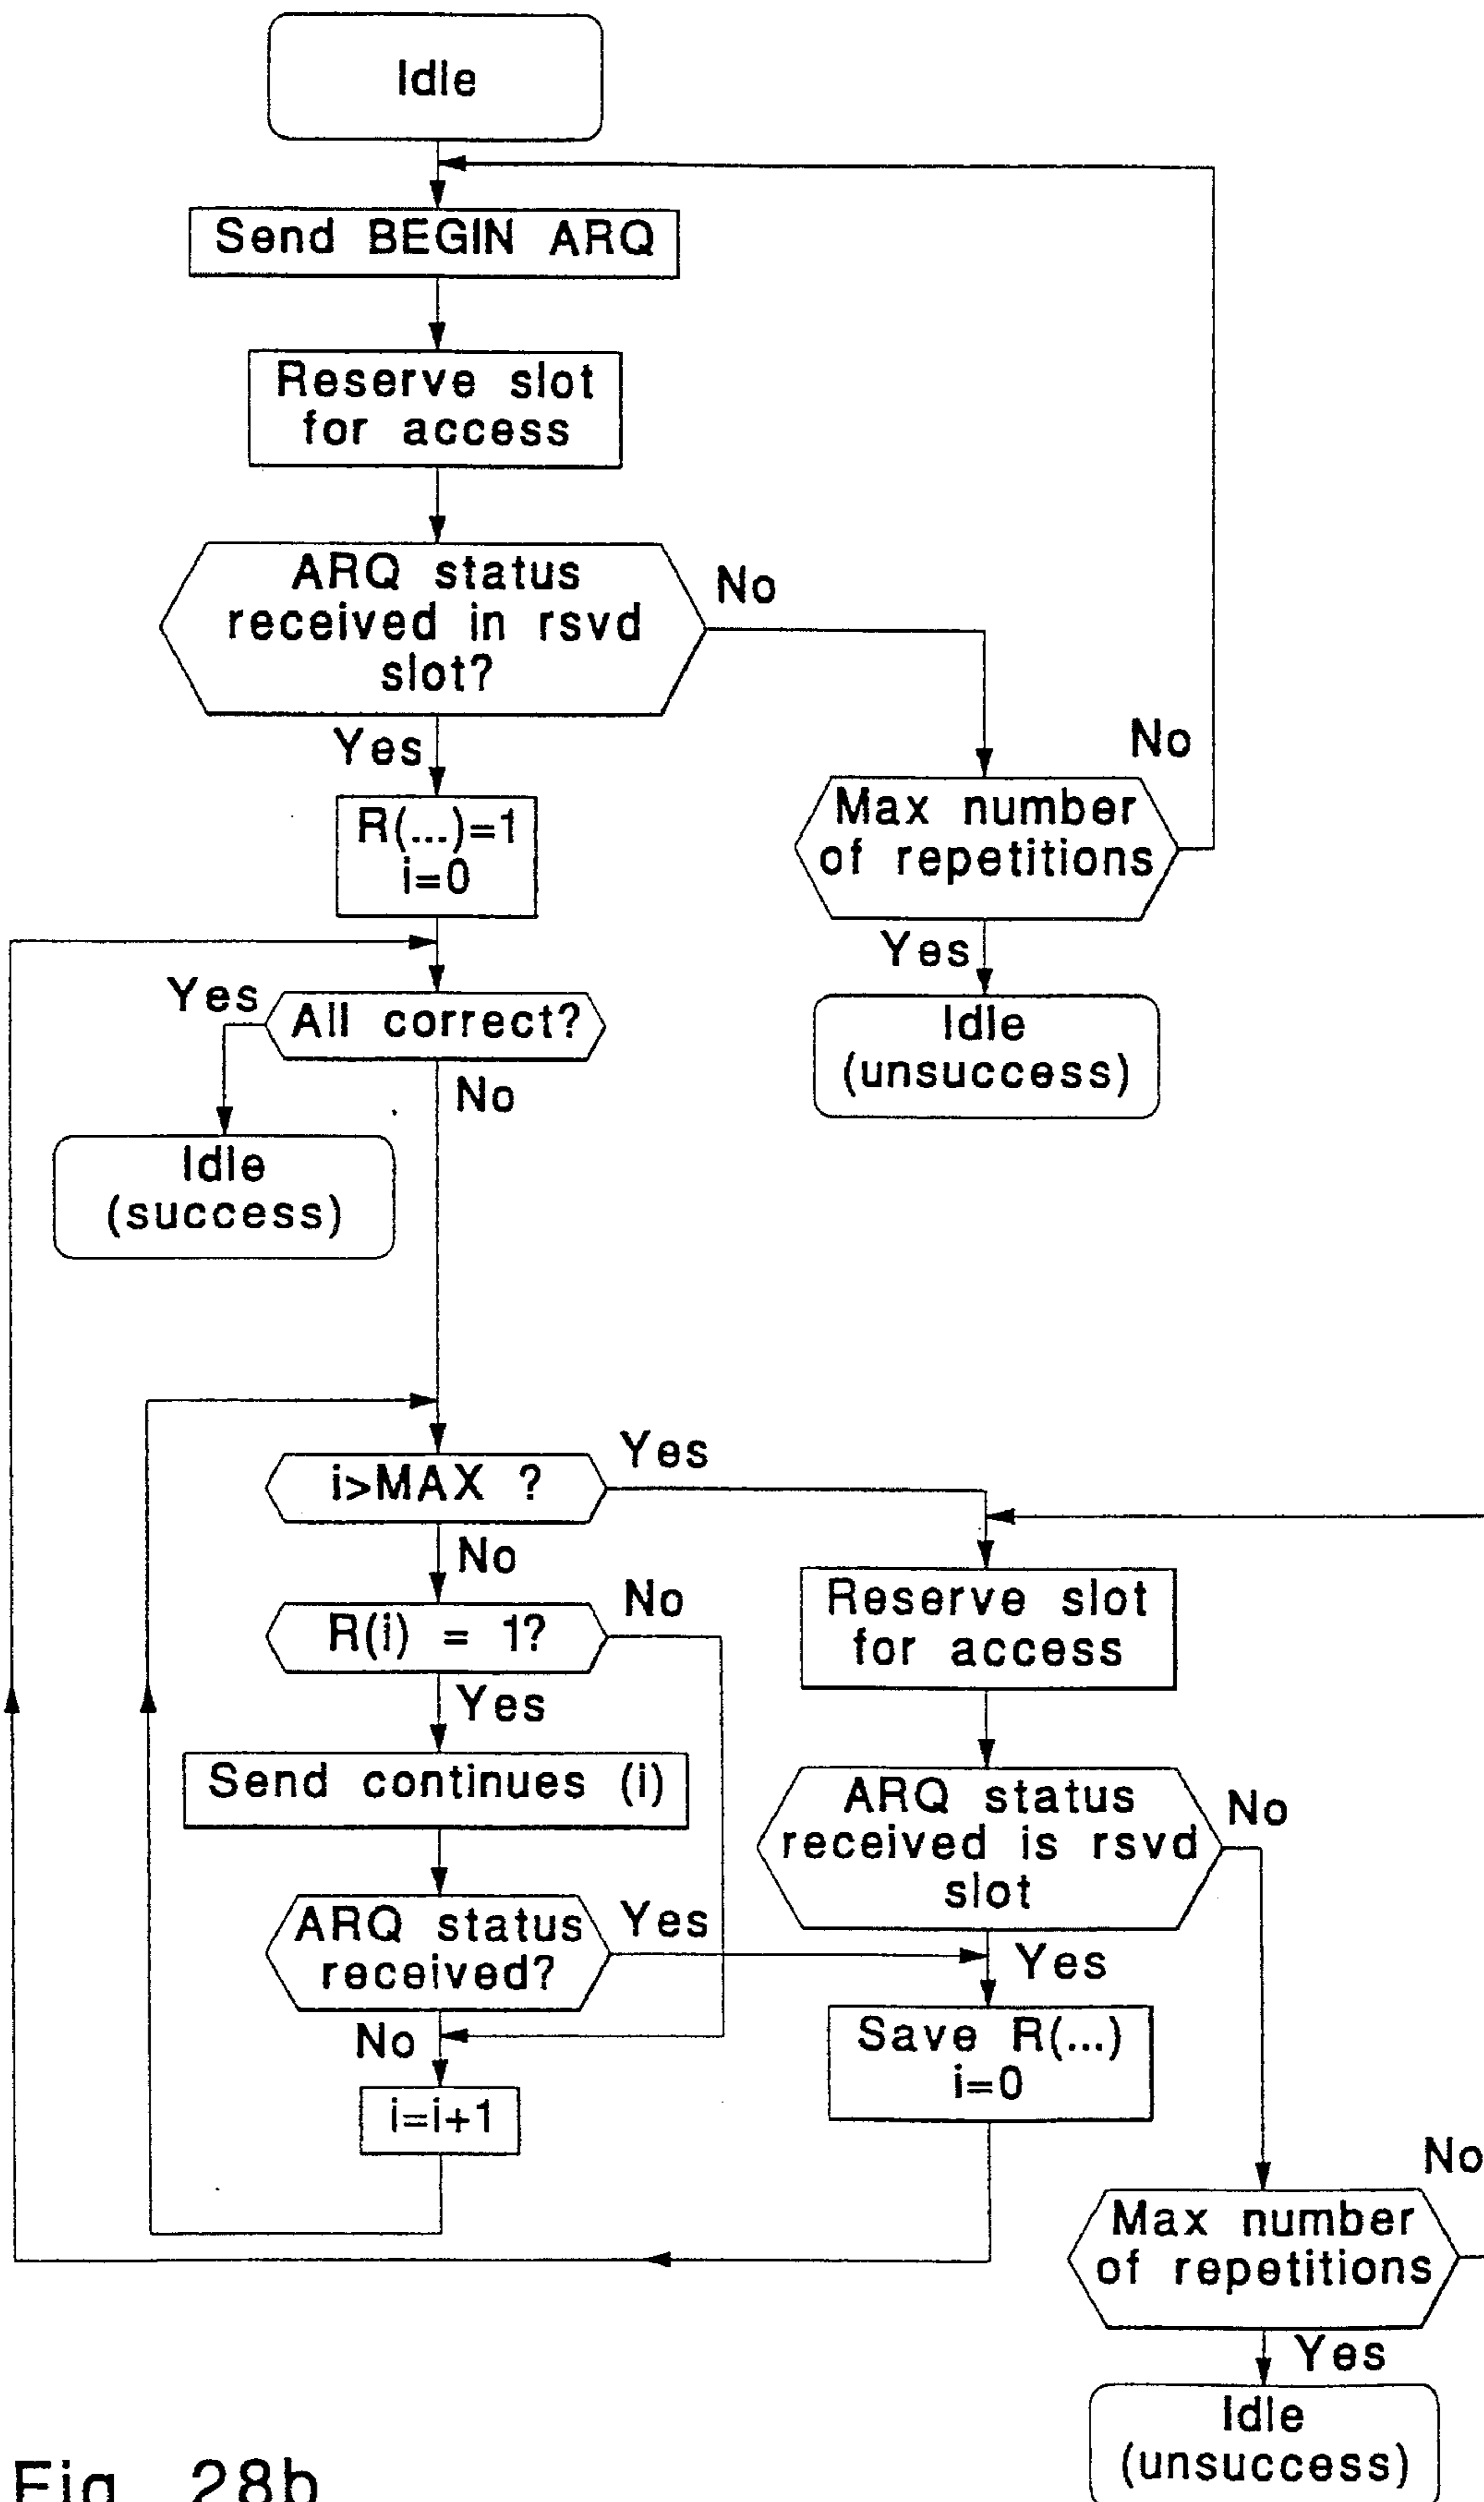 Idle
Send BEGIN ARQ
Reserve slot
for access
ARQ status
received in rsvd
slot?
No
Yes
No
Max number
of repetitions
R(...)=1
i=0
Yes
Idle
(unsuccess)
Yes
All correct?
No
Idle
(success)
i>MAX ?
Yes
No
R(i) = 1?
No
Yes
Reserve slot
for access
Send continues (i)
ARQ status
received is rsvd
slot
No
ARQ status
received?
Yes
Yes
No
Save R(...)
i=0
i=i+1
No
Max number
of repetitions
Yes
Idle
(unsuccess)
Fig. 28b